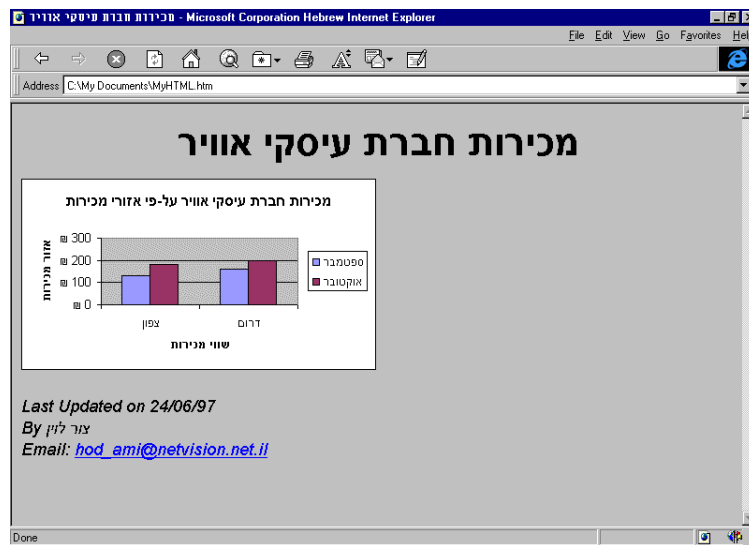 מכירות חברת עיסקי אוויר - Microsoft Corporation Hebrew Internet Explorer
File Edit View Go Favorites Hel
Address C:\My Documents\MyHTML.htm
מכירות חברת עיסקי אוויר
מכירות חברת עיסקי אוויר על-פי אזורי מכירות
אזור מכירות
₪ 300
₪ 200
₪ 100
₪ 0
צפון
דרום
שווי מכירות
ספטמבר
אוקטובר
Last Updated on 24/06/97
By צור לוין
Email: hod_ami@netvision.net.il
Done